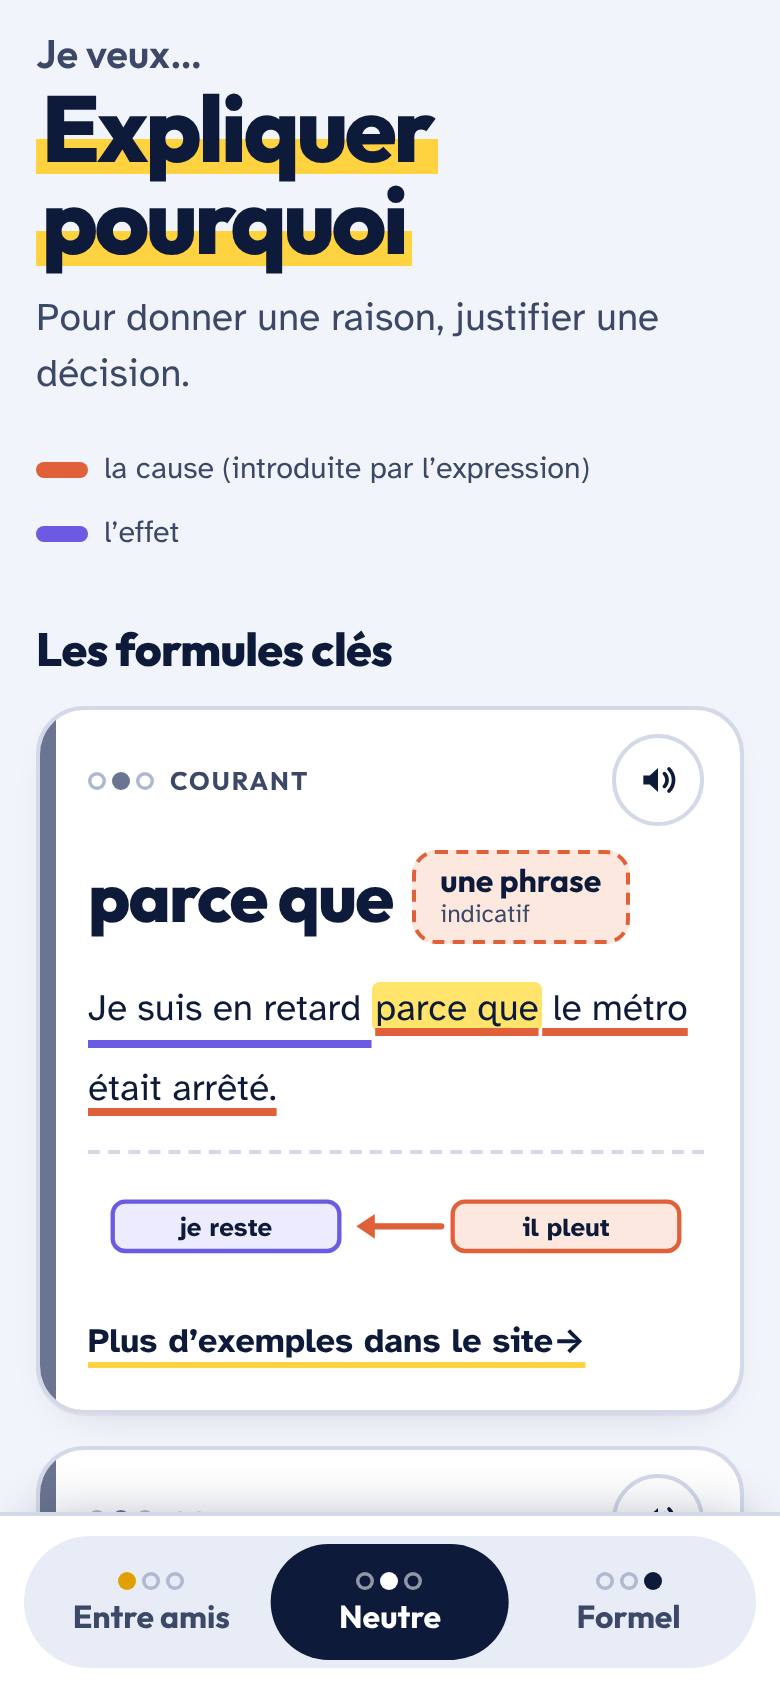 Je veux…
Expliquer
pourquoi
Pour donner une raison, justifier une
décision.
la cause (introduite par l’expression)
l’effet
Les formules clés
COURANT
parce que
une phrase
indicatif
Je suis en retard parce que le métro
était arrêté.
je reste
il pleut
Plus d’exemples dans le site→
Entre amis
Neutre
Formel